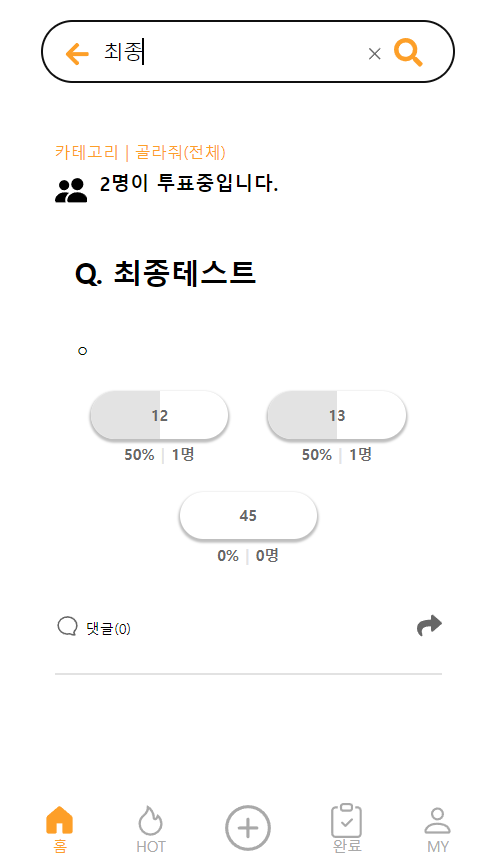 최종
카테고리 | 골라줘(전체)
2명이 투표중입니다.
Q. 최종테스트
ㅇ
12 13
50% | 1명 50% | 1명
45
0% | 0명
댓글(0)
홈 HOT 완료 MY